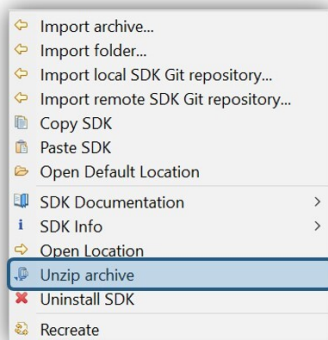 Import archive...
Import folder...
Import local SDK Git repository...
Import remote SDK Git repository...
Copy SDK
Paste SDK
Open Default Location
SDK Documentation
SDK Info
Open Location
Unzip archive
Uninstall SDK
Recreate